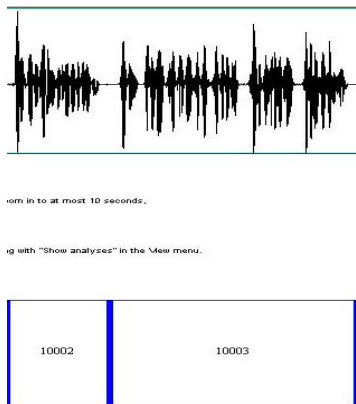 om in to at most 10 seconds,
g with "Show analyses" in the View menu.
10002 10003